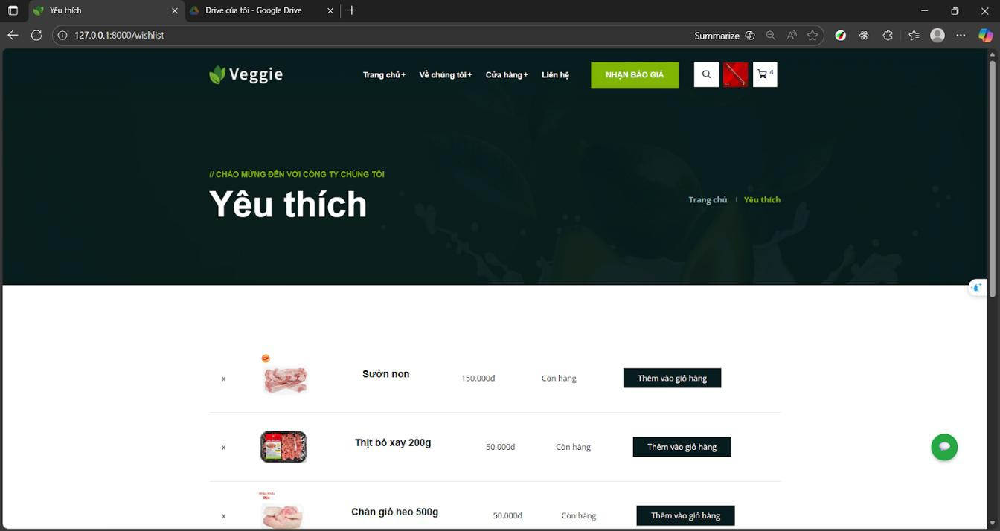 Yêu thích
Drive của tôi - Google Drive
127.0.0.1:8000/wishlist
Summarize
Veggie
Trang chủ+
Về chúng tôi+
Cửa hàng+
Liên hệ
NHẬN BÁO GIÁ
4
// CHÀO MỪNG ĐẾN VỚI CÔNG TY CHÚNG TÔI
Yêu thích
Trang chủ
Yêu thích
x
Sườn non
150.000đ
Còn hàng
Thêm vào giỏ hàng
x
Thịt bò xay 200g
50.000đ
Còn hàng
Thêm vào giỏ hàng
x
Chân giò heo 500g
50.000đ
Còn hàng
Thêm vào giỏ hàng